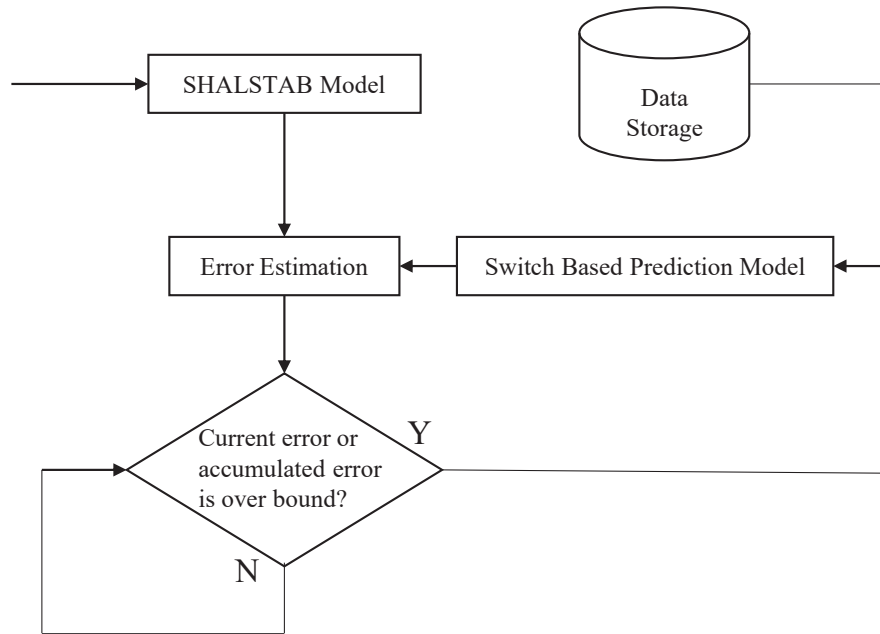 SHALSTAB Model
Data
Storage
Error Estimation
Switch Based Prediction Model
Current error or
accumulated error
is over bound?
Y
N